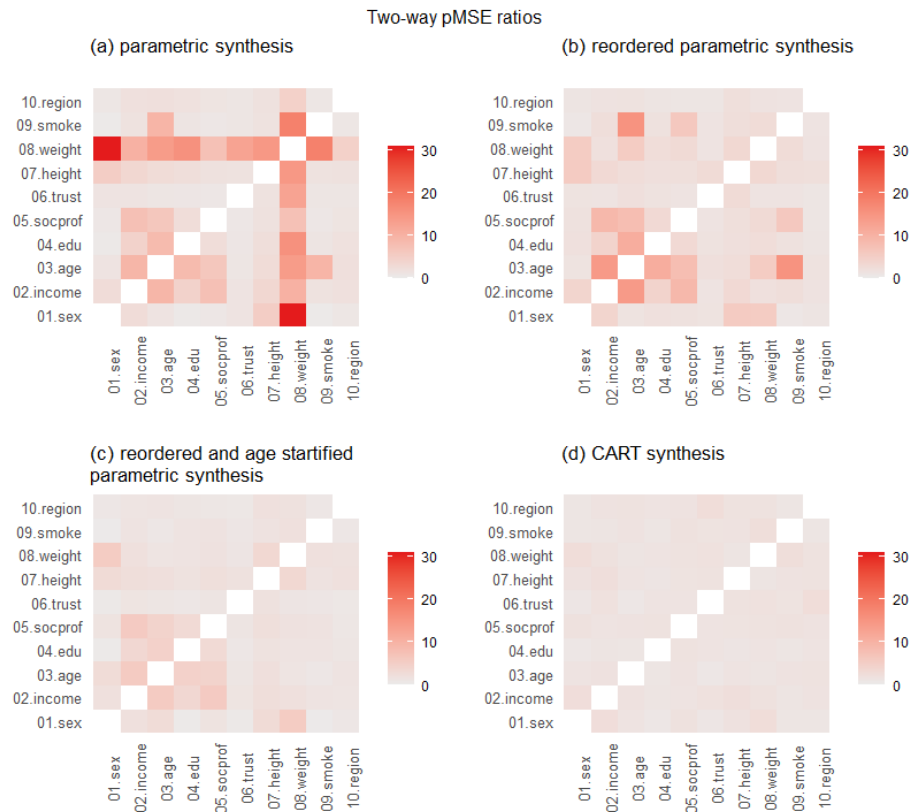 Two-way pMSE ratios
(a) parametric synthesis
10.region
09.smoke
08.weight
07.height
06.trust
05.socprof
04.edu
03.age
02.income
01.sex
30
20
10
0
01.sex
02.income
03.age
04.edu
05.socprof
06.trust
07.height
08.weight
09.smoke
10.region
(b) reordered parametric synthesis
10.region
09.smoke
08.weight
07.height
06.trust
05.socprof
04.edu
03.age
02.income
01.sex
30
20
10
0
01.sex
02.income
03.age
04.edu
05.socprof
06.trust
07.height
08.weight
09.smoke
10.region
(c) reordered and age startified
parametric synthesis
10.region
09.smoke
08.weight
07.height
06.trust
05.socprof
04.edu
03.age
02.income
01.sex
30
20
10
0
01.sex
02.income
03.age
04.edu
05.socprof
06.trust
07.height
08.weight
09.smoke
10.region
(d) CART synthesis
10.region
09.smoke
08.weight
07.height
06.trust
05.socprof
04.edu
03.age
02.income
01.sex
30
20
10
0
01.sex
02.income
03.age
04.edu
05.socprof
06.trust
07.height
08.weight
09.smoke
10.region